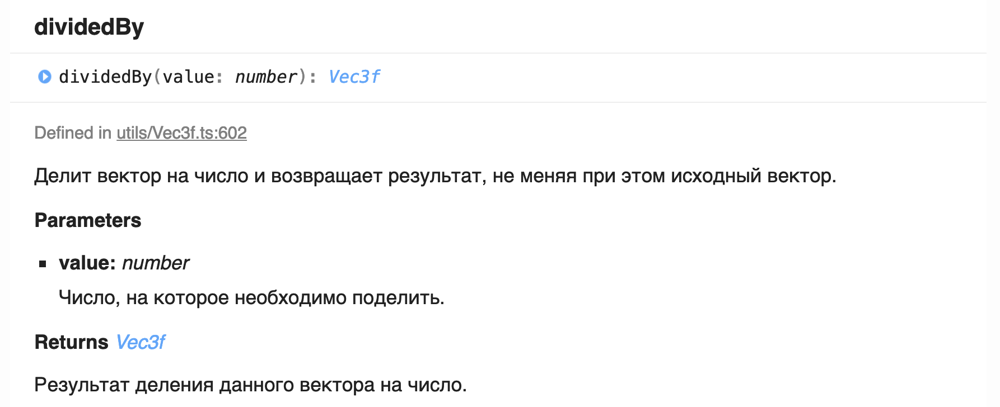 dividedBy
dividedBy(value: number): Vec3f
Defined in utils/Vec3f.ts:602
Делит вектор на число и возвращает результат, не меняя при этом исходный вектор.
Parameters
value: number
Число, на которое необходимо поделить.
Returns Vec3f
Результат деления данного вектора на число.